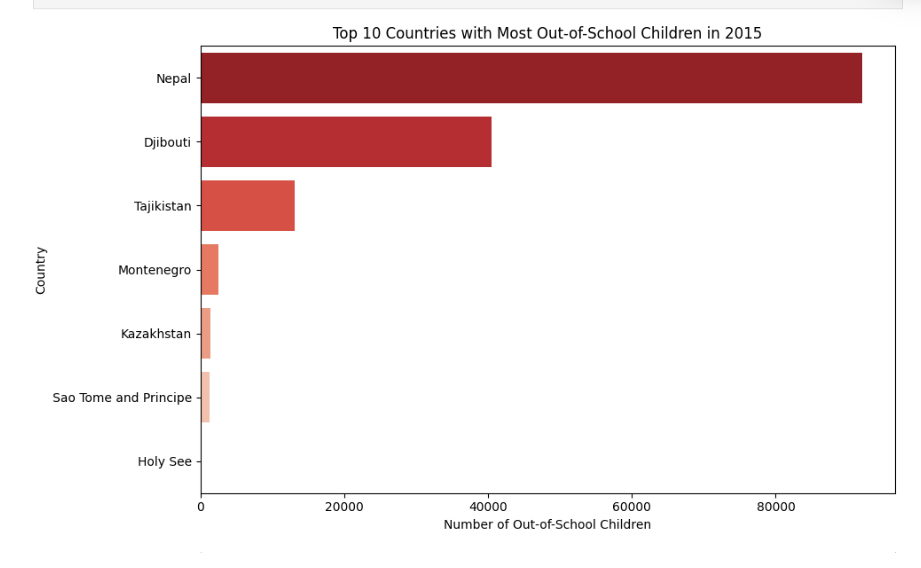 Top 10 Countries with Most Out-of-School Children in 2015
Nepal
Djibouti
Tajikistan
Montenegro
Kazakhstan
Sao Tome and Principe
Holy See
Country
0 20000 40000 60000 80000
Number of Out-of-School Children